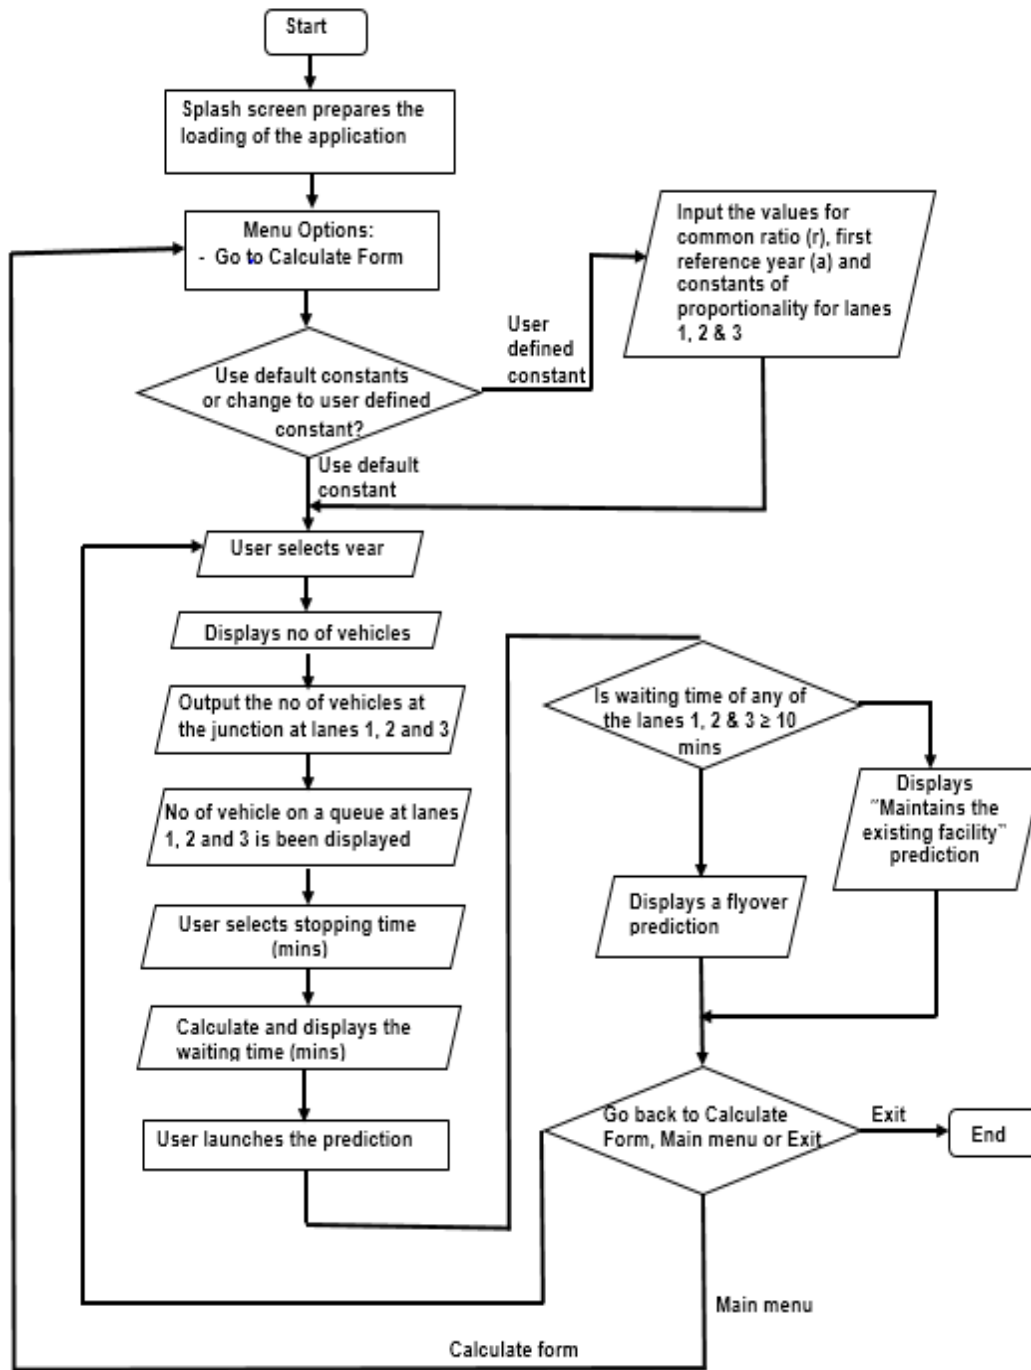 Start
Splash screen prepares the
loading of the application
Menu Options:
- Go to Calculate Form
Input the values for
common ratio (r), first
reference year (a) and
constants of
proportionality for lanes
1, 2 & 3
User
defined
constant
Use default constants
or change to user defined
constant?
Use default
constant
User selects year
Displays no of vehicles
Output the no of vehicles at
the junction at lanes 1, 2 and 3
No of vehicle on a queue at lanes
1, 2 and 3 is been displayed
User selects stopping time
(mins)
Calculate and displays the
waiting time (mins)
User launches the prediction
Is waiting time of any of
the lanes 1, 2 & 3 ≥ 10
mins
Displays
"Maintains the
existing facility"
prediction
Displays a flyover
prediction
Go back to Calculate
Form, Main menu or Exit
Exit
End
Main menu
Calculate form